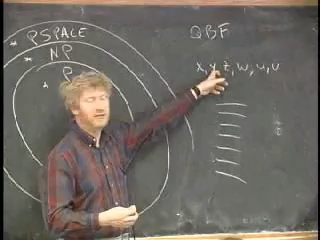 * PSPACE
* NP
P
*
QBF
x, y, z, w, u, v